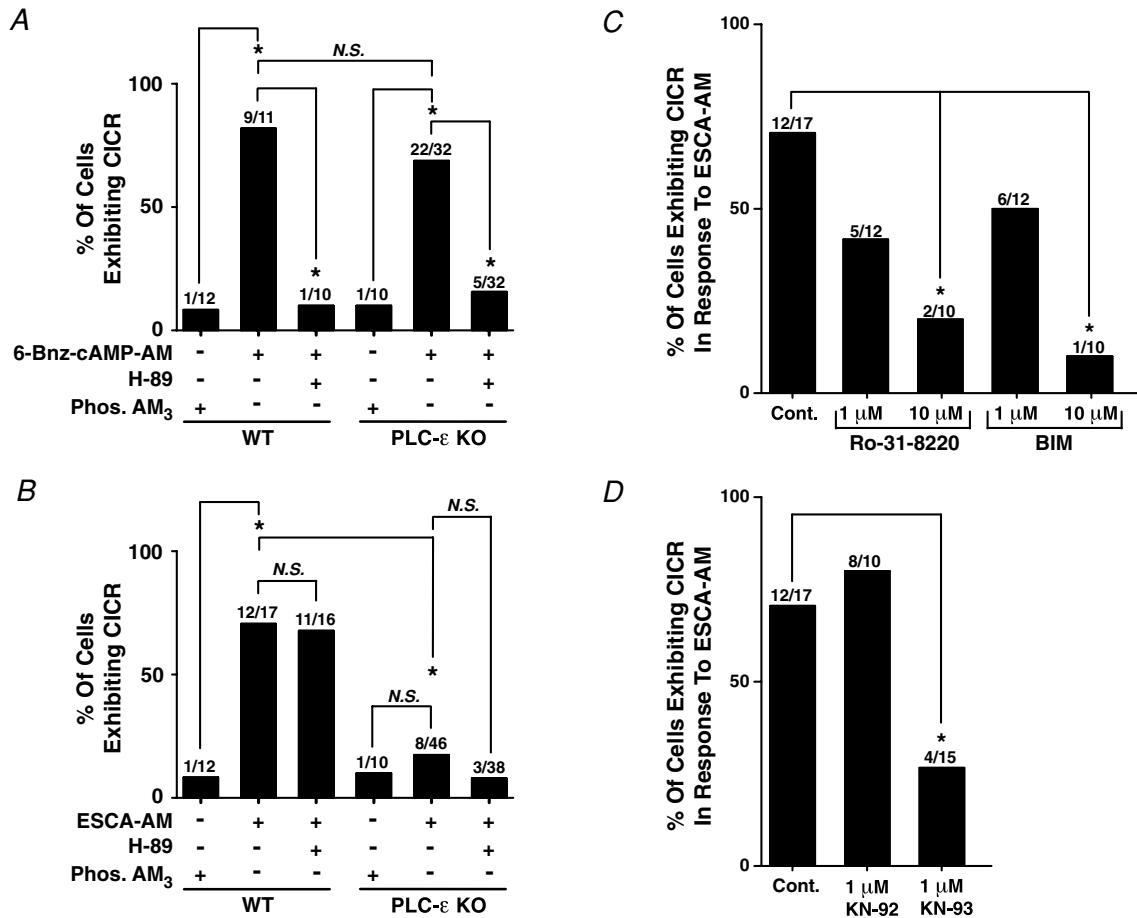 A
% Of Cells
Exhibiting CICR
100
50
0
*
N.S.
*
9/11
22/32
*
*
1/12
1/10
1/10
5/32
6-Bnz-cAMP-AM - + + - + +
H-89 - - + - - +
Phos. AM3 + - - + - -
WT
PLC-ε KO
B
% Of Cells
Exhibiting CICR
100
50
0
*
N.S.
N.S.
12/17
11/16
*
N.S.
1/12
1/10
8/46
3/38
ESCA-AM - + + - + +
H-89 - - + - - +
Phos. AM3 + - - + - -
WT
PLC-ε KO
C
% Of Cells Exhibiting CICR
In Response To ESCA-AM
100
50
0
12/17
5/12
*
2/10
6/12
*
1/10
Cont.
1 μM
10 μM
1 μM
10 μM
Ro-31-8220
BIM
D
% Of Cells Exhibiting CICR
In Response To ESCA-AM
100
50
0
12/17
8/10
*
4/15
Cont.
1 μM
KN-92
1 μM
KN-93